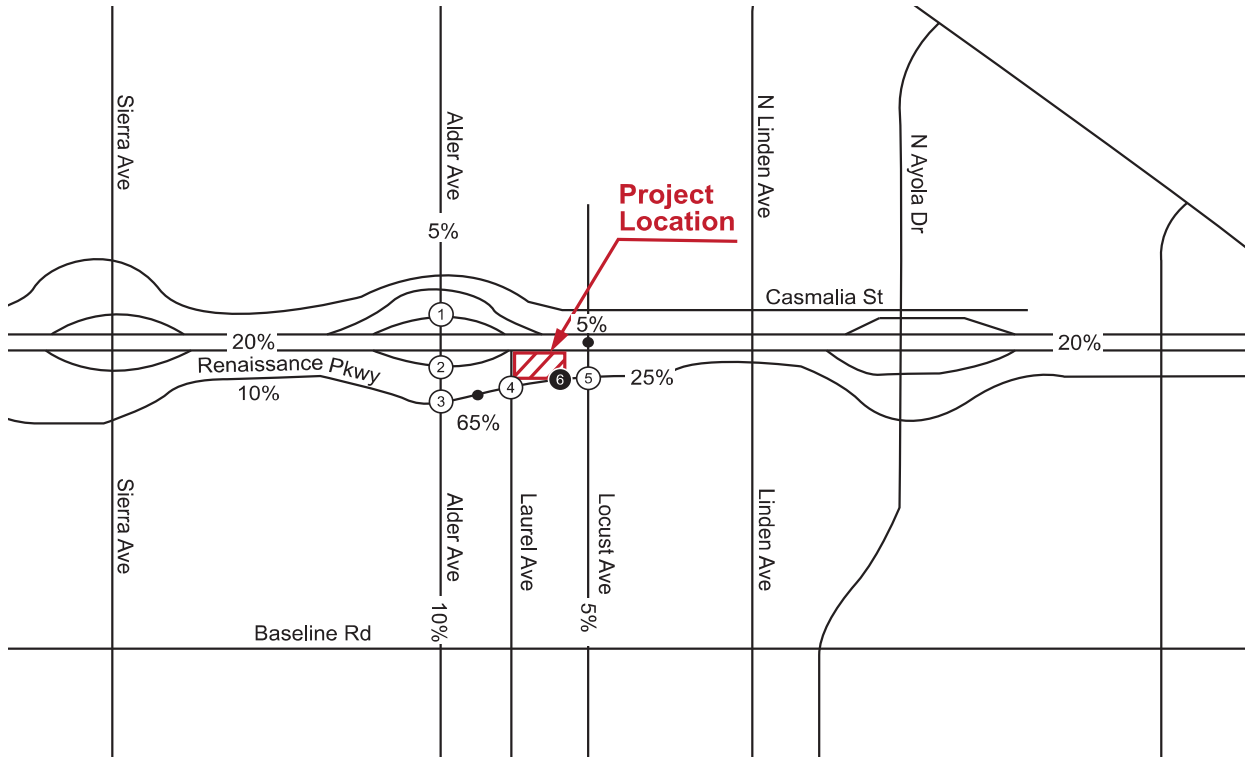 Sierra Ave
Alder Ave
N Linden Ave
N Ayola Dr
Project
Location
5%
Casmalia St
1
5%
20%
20%
Renaissance Pkwy
2
10%
3
4
6
5
25%
65%
Sierra Ave
Alder Ave
Laurel Ave
Locust Ave
Linden Ave
10%
5%
Baseline Rd